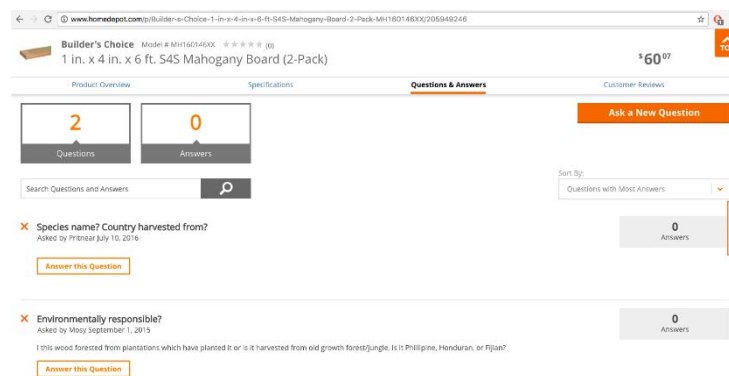 www.homedepot.com/p/Builder-s-Choice-1-in-x-4-in-x-6-ft-S4S-Mahogany-Board-2-Pack-MH160146XX/205949246
Builder's Choice Model # MH160146XX (0)
1 in. x 4 in. x 6 ft. S4S Mahogany Board (2-Pack)
$60 07
TO
Product Overview Specifications Questions & Answers Customer Reviews
2 0
Questions Answers
Ask a New Question
Search Questions and Answers
Sort By:
Questions with Most Answers
Species name? Country harvested from?
Asked by Pritnear July 10, 2016
0
Answers
Answer this Question
Environmentally responsible?
Asked by Mosy September 1, 2015
0
Answers
I this wood forested from plantations which have planted it or is it harvested from old growth forest/jungle. Is it Phillipine, Honduran, or Fijian?
Answer this Question